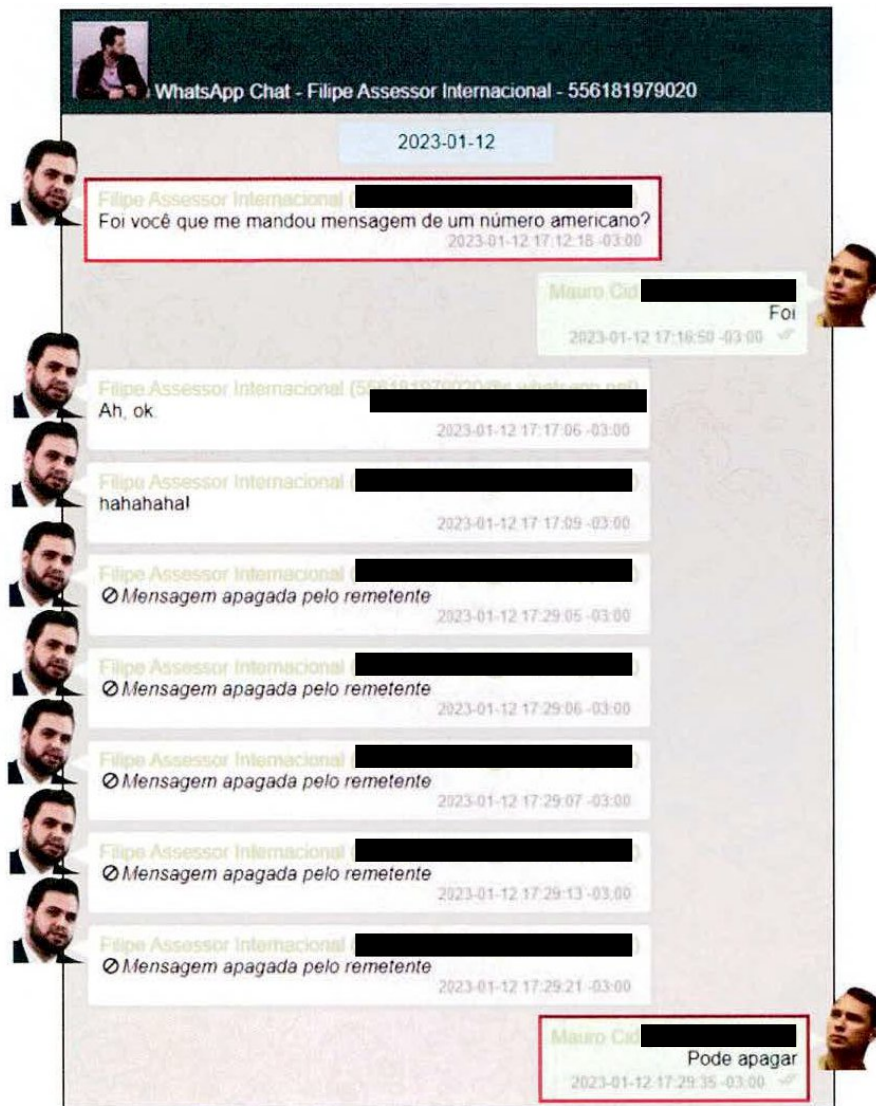 WhatsApp Chat - Filipe Assessor Internacional - 556181979020
2023-01-12
Filipe Assessor Internacional (
Foi você que me mandou mensagem de um número americano?
2023-01-12 17:12:18 -03:00
Mauro Cid
Foi
2023-01-12 17:16:50 -03:00
Filipe Assessor Internacional
Ah, ok.
2023-01-12 17:17:06 -03:00
Filipe Assessor Internacional (
hahahaha!
2023-01-12 17:17:09 -03:00
Filipe Assessor Internacional (
Mensagem apagada pelo remetente
2023-01-12 17:29:05 -03:00
Filipe Assessor Internacional (
Mensagem apagada pelo remetente
2023-01-12 17:29:06 -03:00
Filipe Assessor Internacional (
Mensagem apagada pelo remetente
2023-01-12 17:29:07 -03:00
Filipe Assessor Internacional (
Mensagem apagada pelo remetente
2023-01-12 17:29:13 -03:00
Filipe Assessor Internacional (
Mensagem apagada pelo remetente
2023-01-12 17:29:21 -03:00
Mauro Cid
Pode apagar
2023-01-12 17:29:35 -03:00